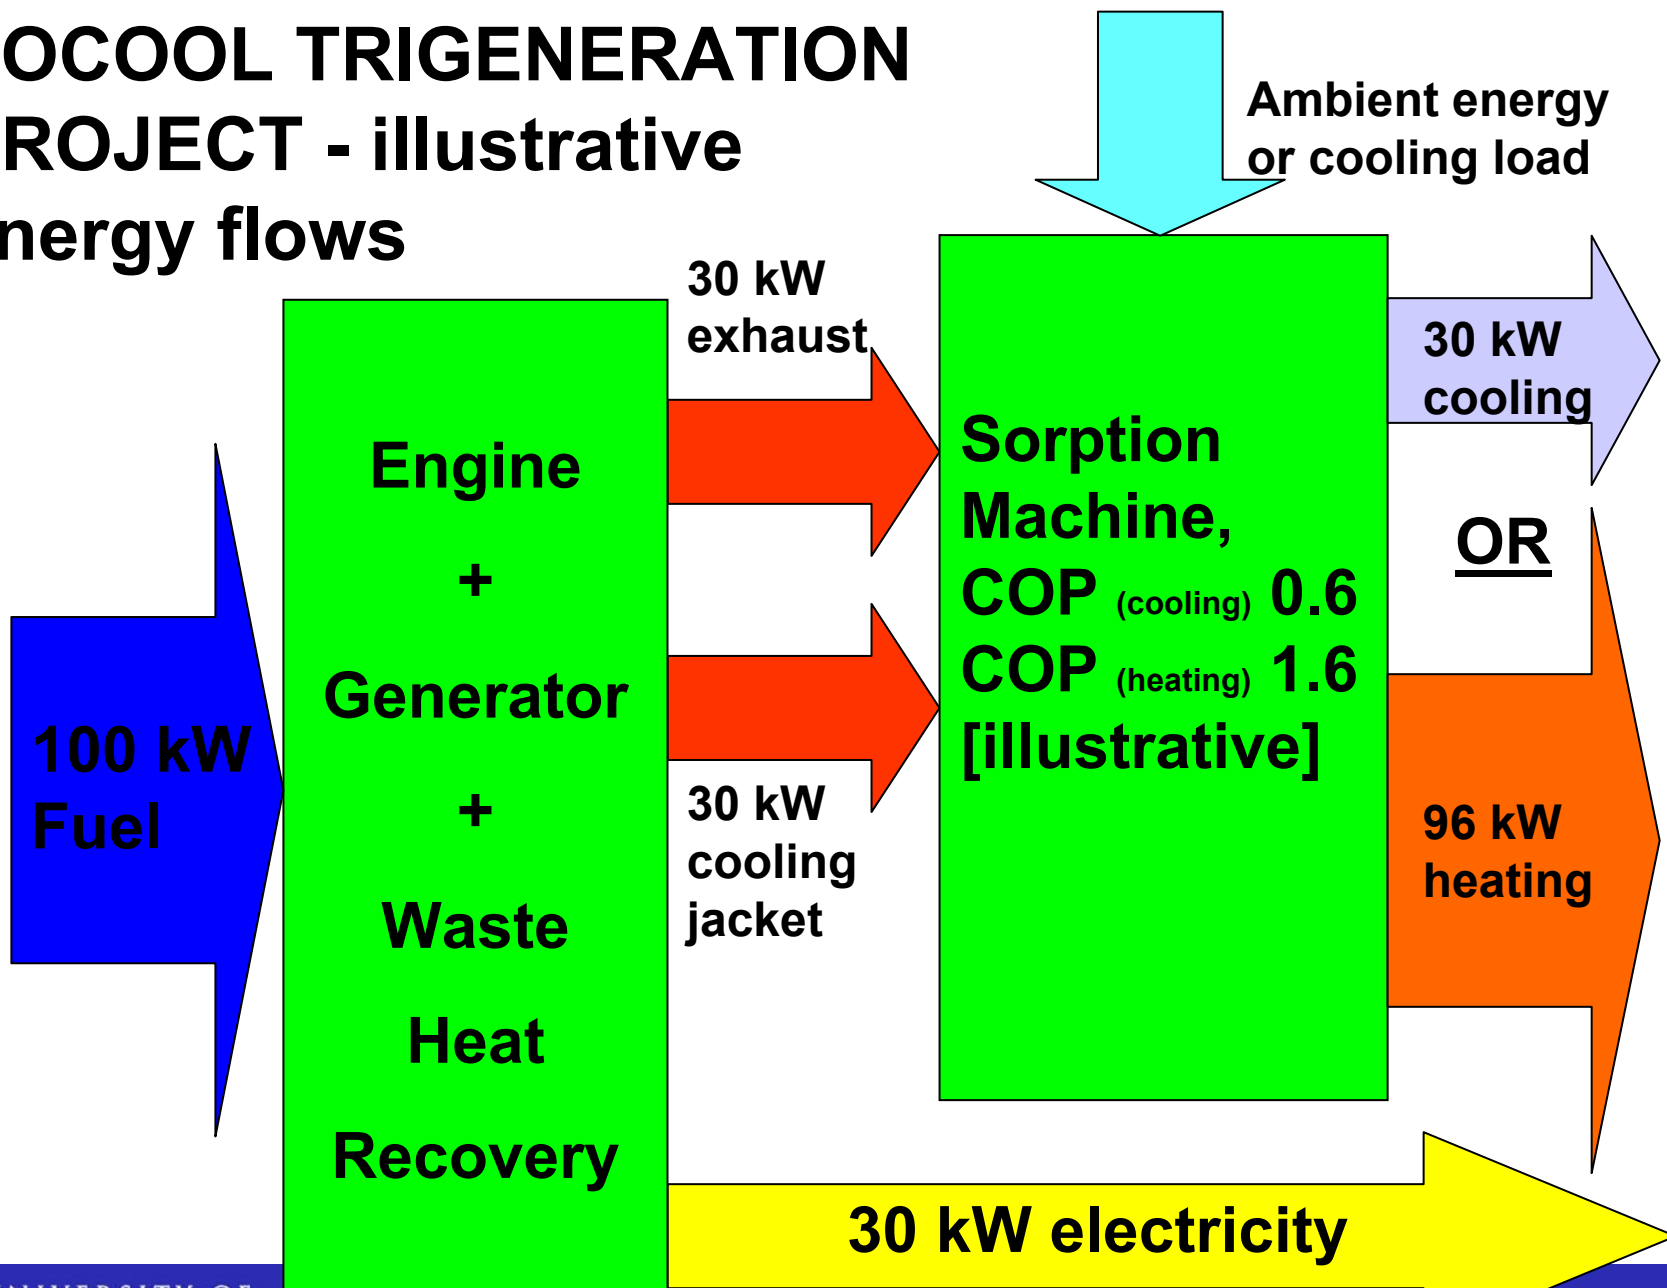 OCOOL TRIGENERATION
ROJECT - illustrative
nergy flows
Ambient energy
or cooling load
30 kW
exhaust
30 kW
cooling
Engine
+
Generator
+
Waste
Heat
Recovery
Sorption
Machine,
COP (cooling) 0.6
COP (heating) 1.6
[illustrative]
OR
100 kW
Fuel
30 kW
cooling
jacket
96 kW
heating
30 kW electricity